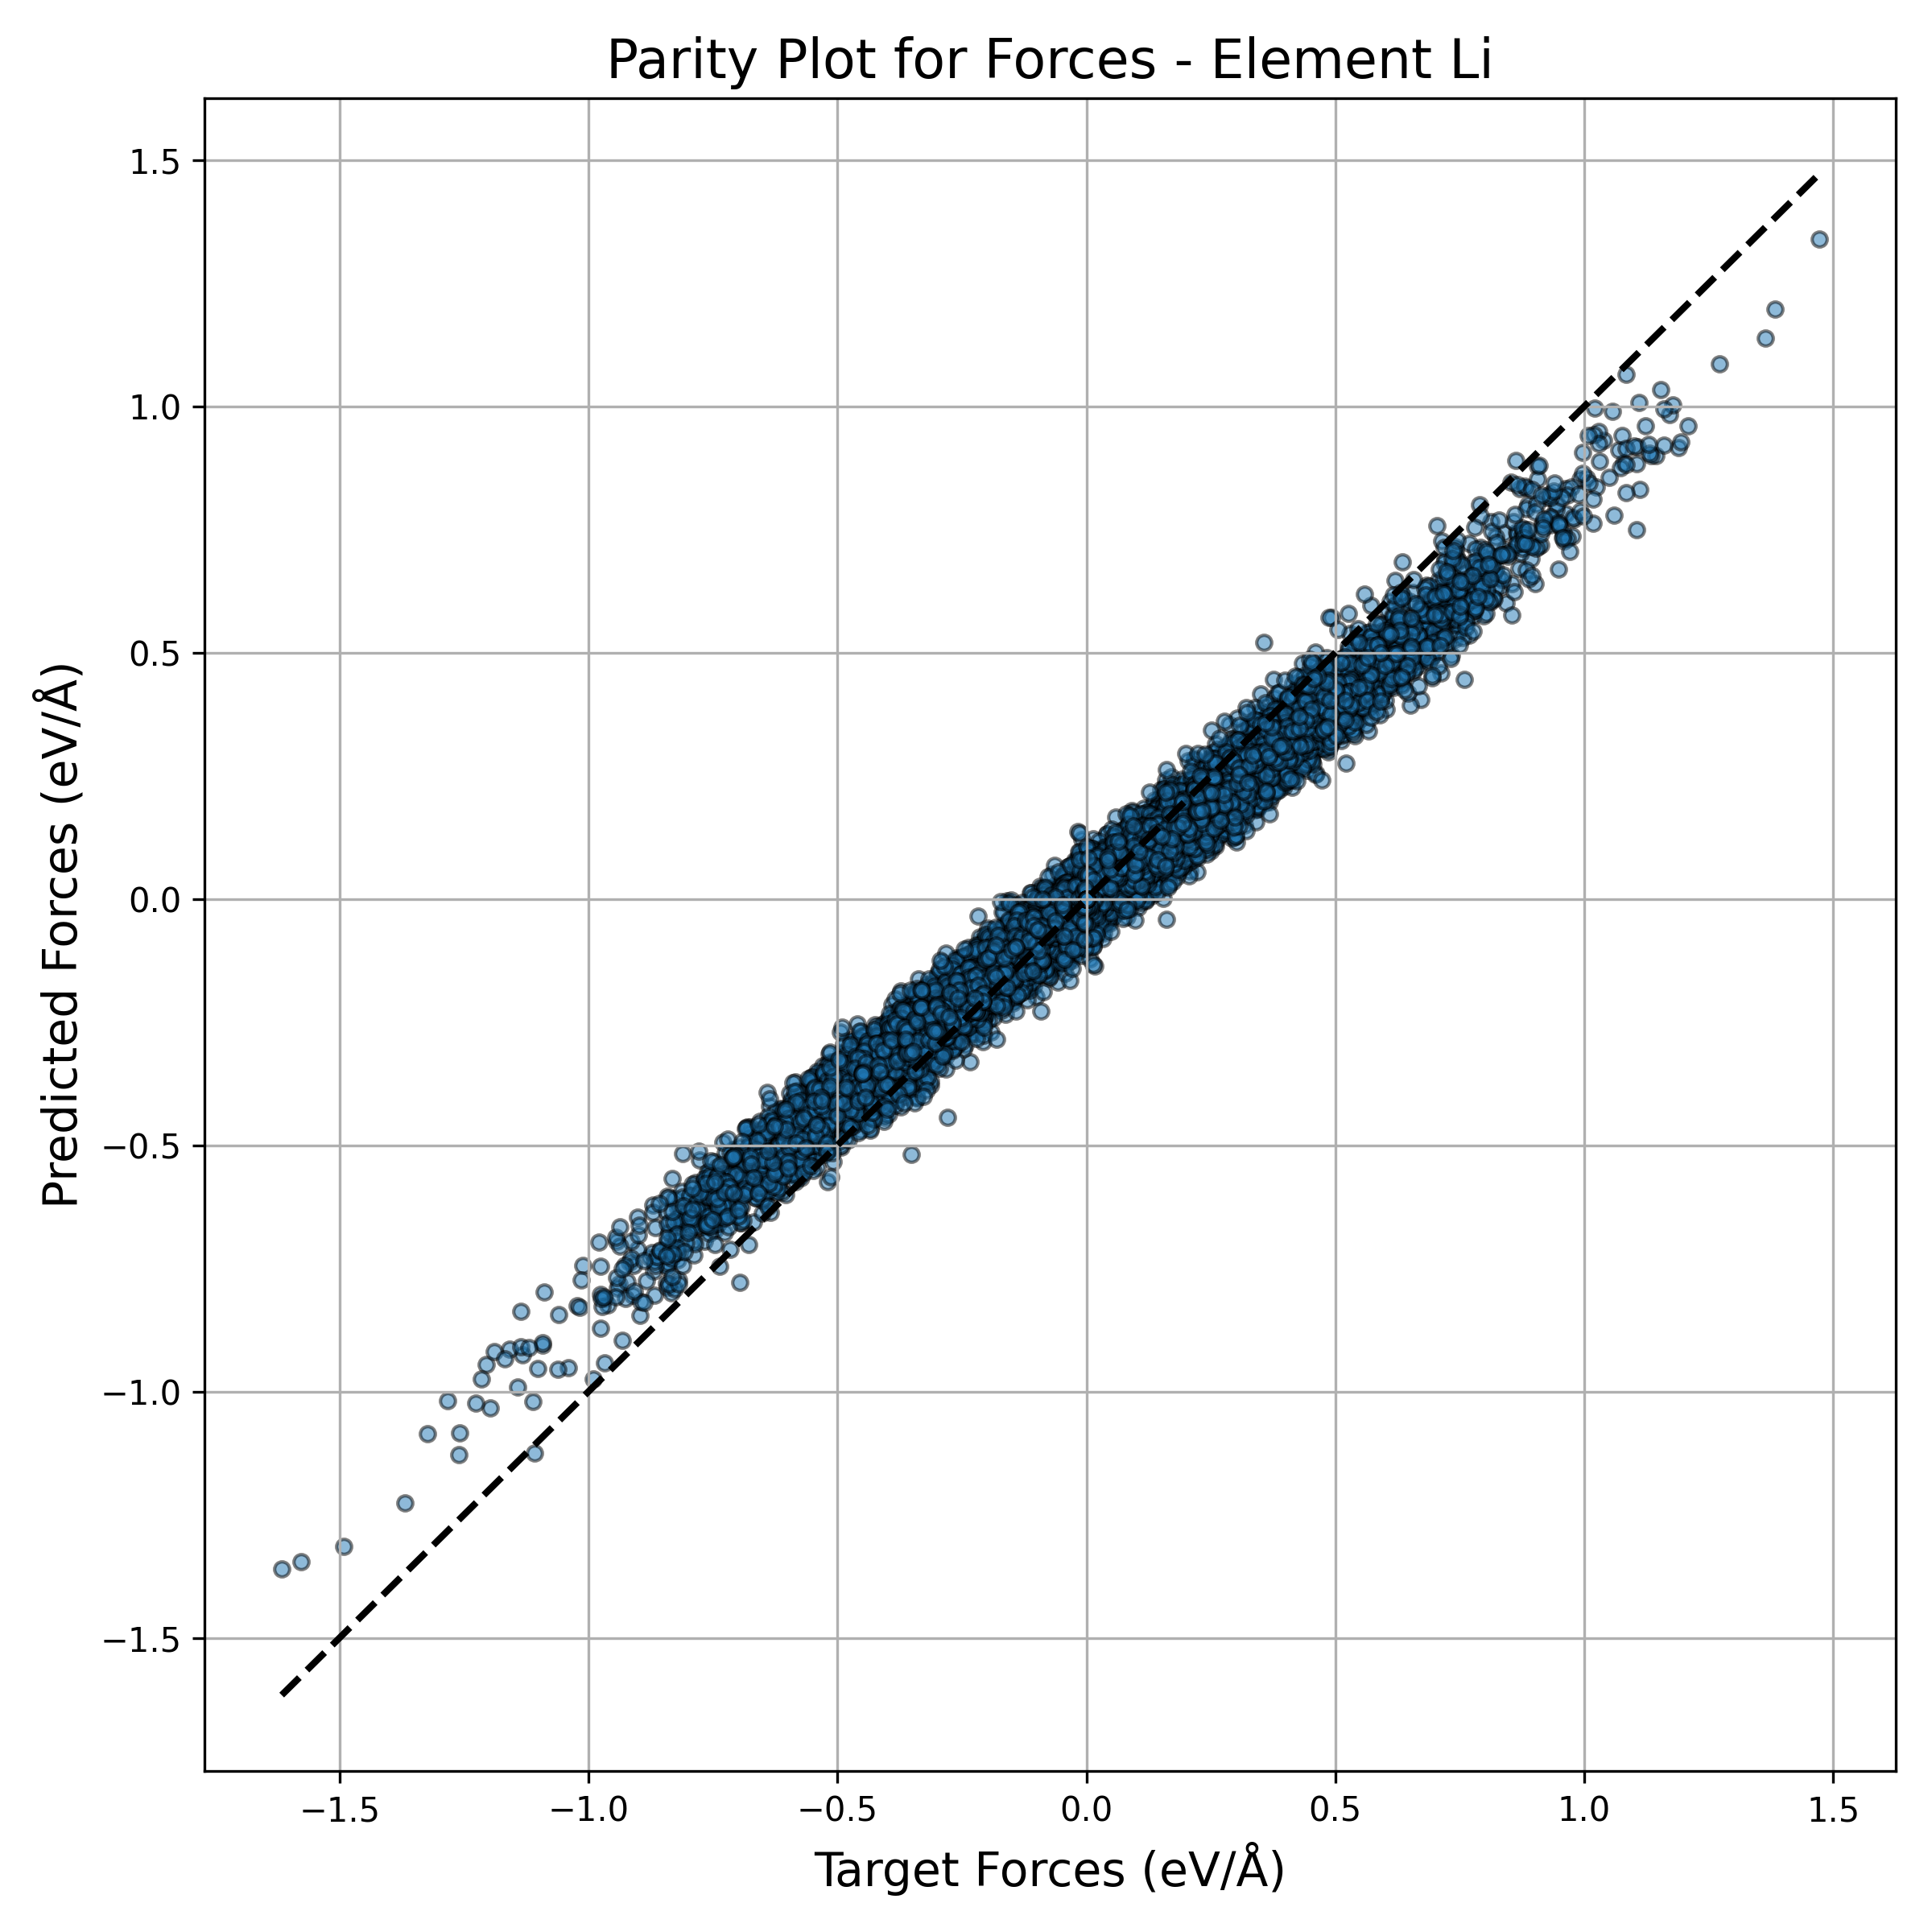 Parity Plot for Forces - Element Li
1.5
1.0
0.5
0.0
−0.5
−1.0
−1.5
Predicted Forces (eV/Å)
−1.5 −1.0 −0.5 0.0 0.5 1.0 1.5
Target Forces (eV/Å)